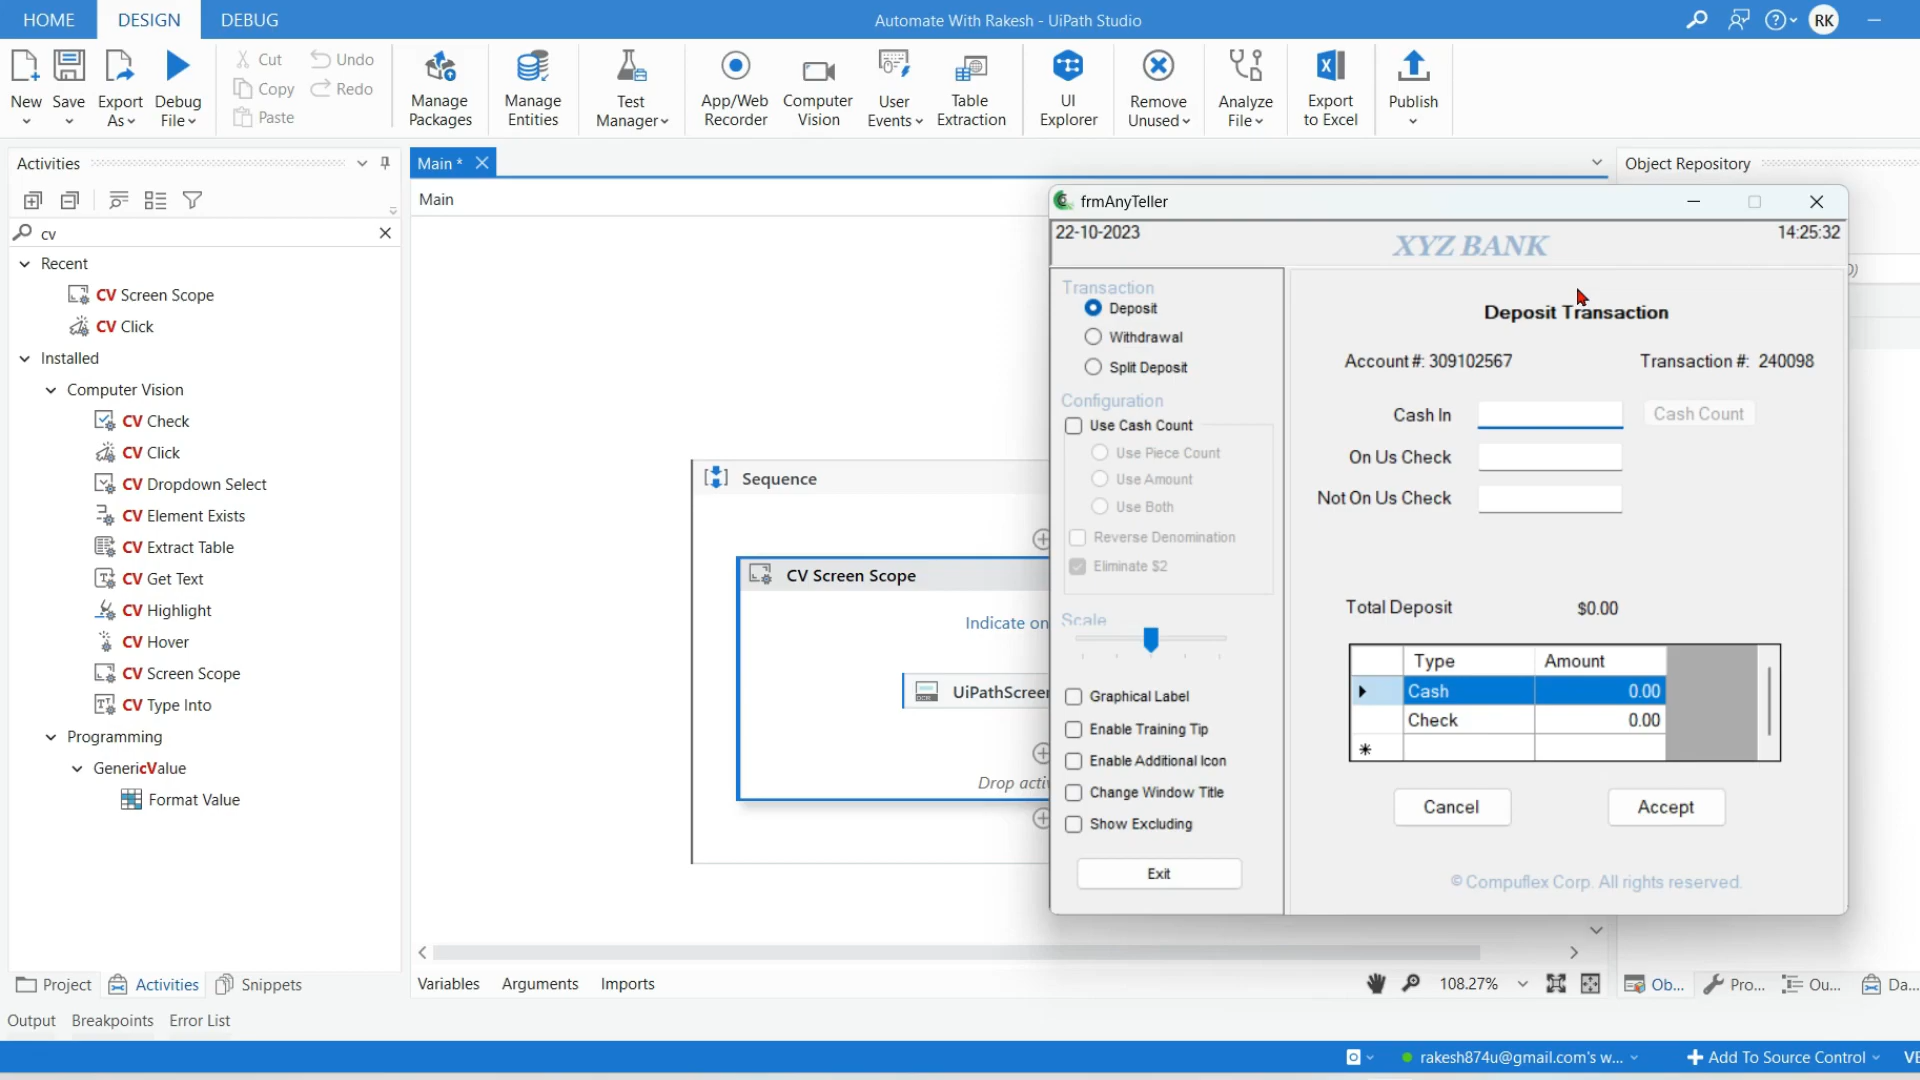 HOME DESIGN DEBUG Automate With Rakesh - UiPath Studio RK
New Save Export As Debug File Cut Copy Paste Undo Redo Manage Packages Manage Entities Test Manager App/Web Recorder Computer Vision User Events Table Extraction UI Explorer Remove Unused Analyze File Export to Excel Publish
Activities
cv
Recent
CV Screen Scope
CV Click
Installed
Computer Vision
CV Check
CV Click
CV Dropdown Select
CV Element Exists
CV Extract Table
CV Get Text
CV Highlight
CV Hover
CV Screen Scope
CV Type Into
Programming
GenericValue
Format Value
Project Activities Snippets
Main *
Main
Sequence
CV Screen Scope
Indicate on
UiPathScreen
Drop
Variables Arguments Imports
108.27%
Object Repository
frmAnyTeller
22-10-2023 XYZ BANK 14:25:32
Transaction
Deposit
Withdrawal
Split Deposit
Configuration
Use Cash Count
Use Piece Count
Use Amount
Use Both
Reverse Denomination
Eliminate $2
Scale
Graphical Label
Enable Training Tip
Enable Additional Icon
Change Window Title
Show Excluding
Exit
Deposit Transaction
Account #: 309102567 Transaction #: 240098
Cash In Cash Count
On Us Check
Not On Us Check
Total Deposit $0.00
Type Amount
Cash 0.00
Check 0.00
Cancel Accept
© Compuflex Corp. All rights reserved.
Ob... Pro... Ou... Da...
Output Breakpoints Error List
rakesh874u@gmail.com's w... Add To Source Control